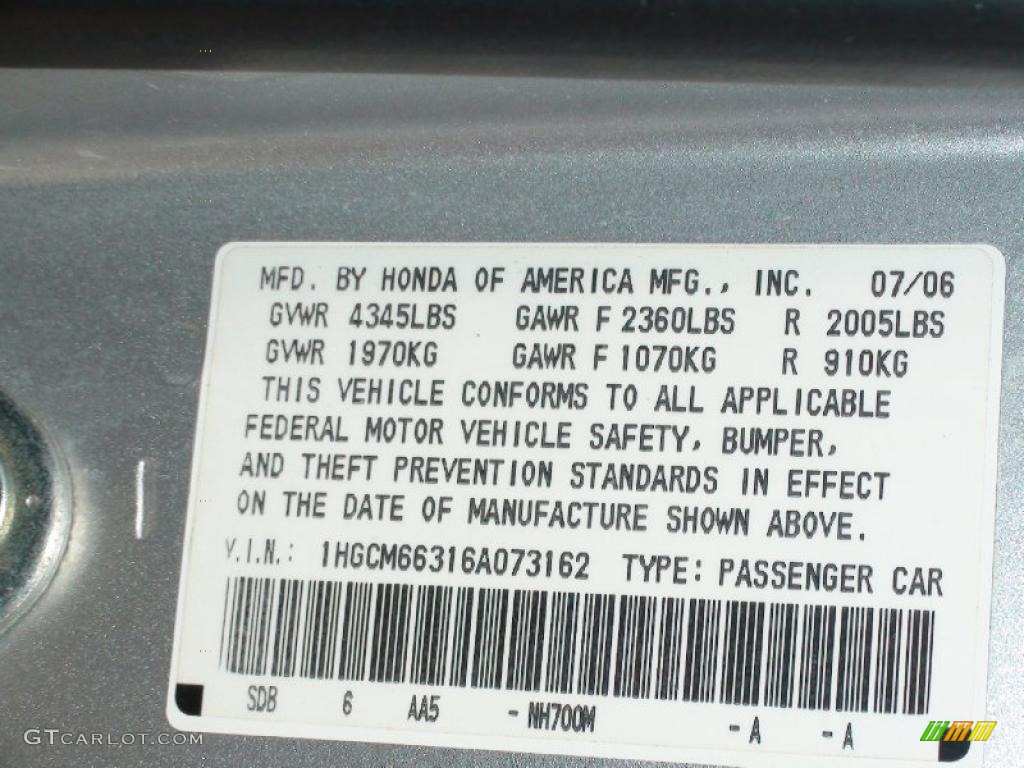 MFD. BY HONDA OF AMERICA MFG., INC. 07/06
GVWR 4345LBS GAWR F 2360LBS R 2005LBS
GVWR 1970KG GAWR F 1070KG R 910KG
THIS VEHICLE CONFORMS TO ALL APPLICABLE
FEDERAL MOTOR VEHICLE SAFETY, BUMPER,
AND THEFT PREVENTION STANDARDS IN EFFECT
ON THE DATE OF MANUFACTURE SHOWN ABOVE.
V.I.N.: 1HGCM66316A073162 TYPE: PASSENGER CAR
SDB 6 AA5 -NH700M -A -A
GTCARLOT.COM